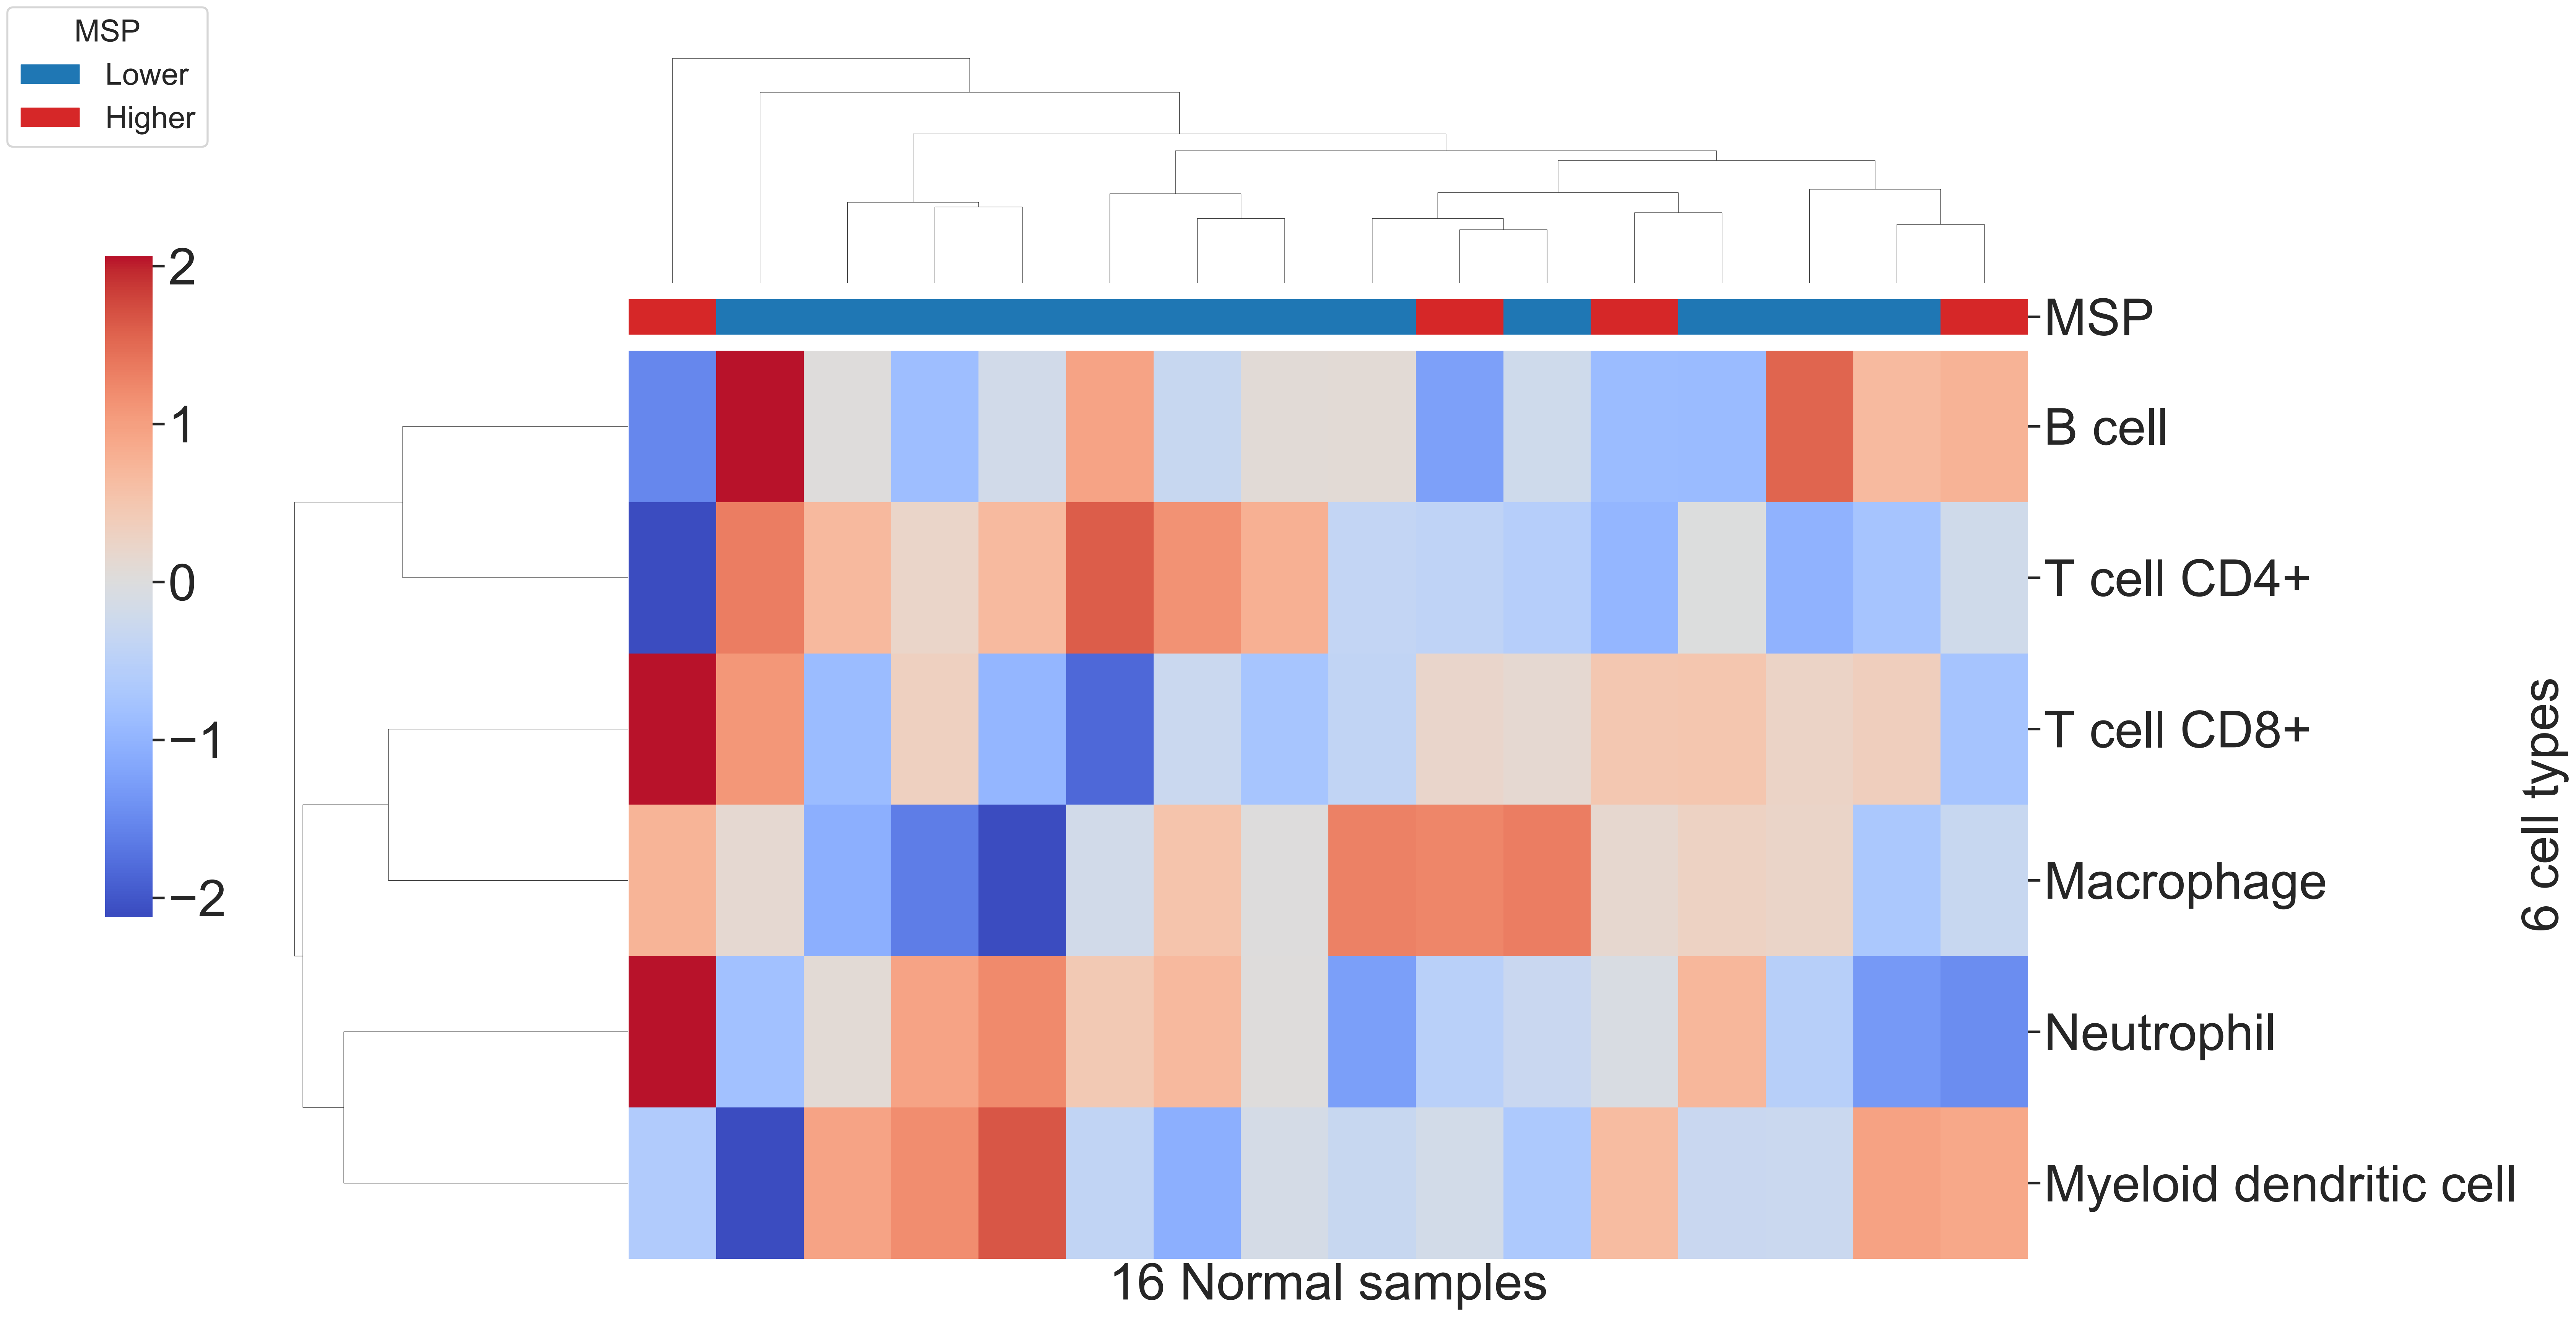 MSP
Lower
Higher
2
1
0
−1
−2
MSP
B cell
T cell CD4+
T cell CD8+
Macrophage
Neutrophil
Myeloid dendritic cell
6 cell types
16 Normal samples